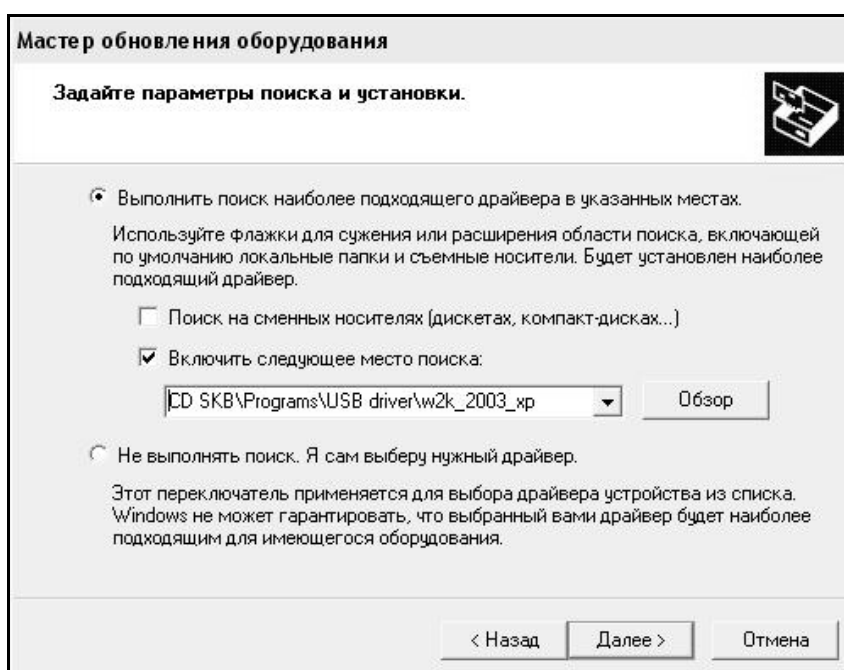 Мастер обновления оборудования
Задайте параметры поиска и установки.
Выполнить поиск наиболее подходящего драйвера в указанных местах.
Используйте флажки для сужения или расширения области поиска, включающей
по умолчанию локальные папки и съемные носители. Будет установлен наиболее
подходящий драйвер.
Поиск на сменных носителях (дискетах, компакт-дисках...)
Включить следующее место поиска:
CD SKB\Programs\USB driver\w2k_2003_xp
Обзор
Не выполнять поиск. Я сам выберу нужный драйвер.
Этот переключатель применяется для выбора драйвера устройства из списка.
Windows не может гарантировать, что выбранный вами драйвер будет наиболее
подходящим для имеющегося оборудования.
< Назад Далее > Отмена